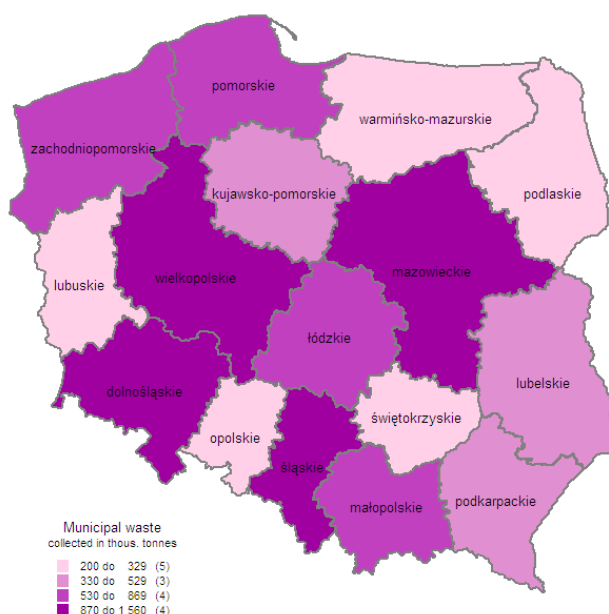 pomorskie
warmińsko-mazurskie
zachodniopomorskie
kujawsko-pomorskie
podlaskie
wielkopolskie
mazowieckie
lubuskie
łódzkie
lubelskie
dolnośląskie
świętokrzyskie
opolskie
śląskie
podkarpackie
małopolskie
Municipal waste
collected in thous. tonnes
200 do 329 (5)
330 do 529 (3)
530 do 869 (4)
870 do 1 560 (4)